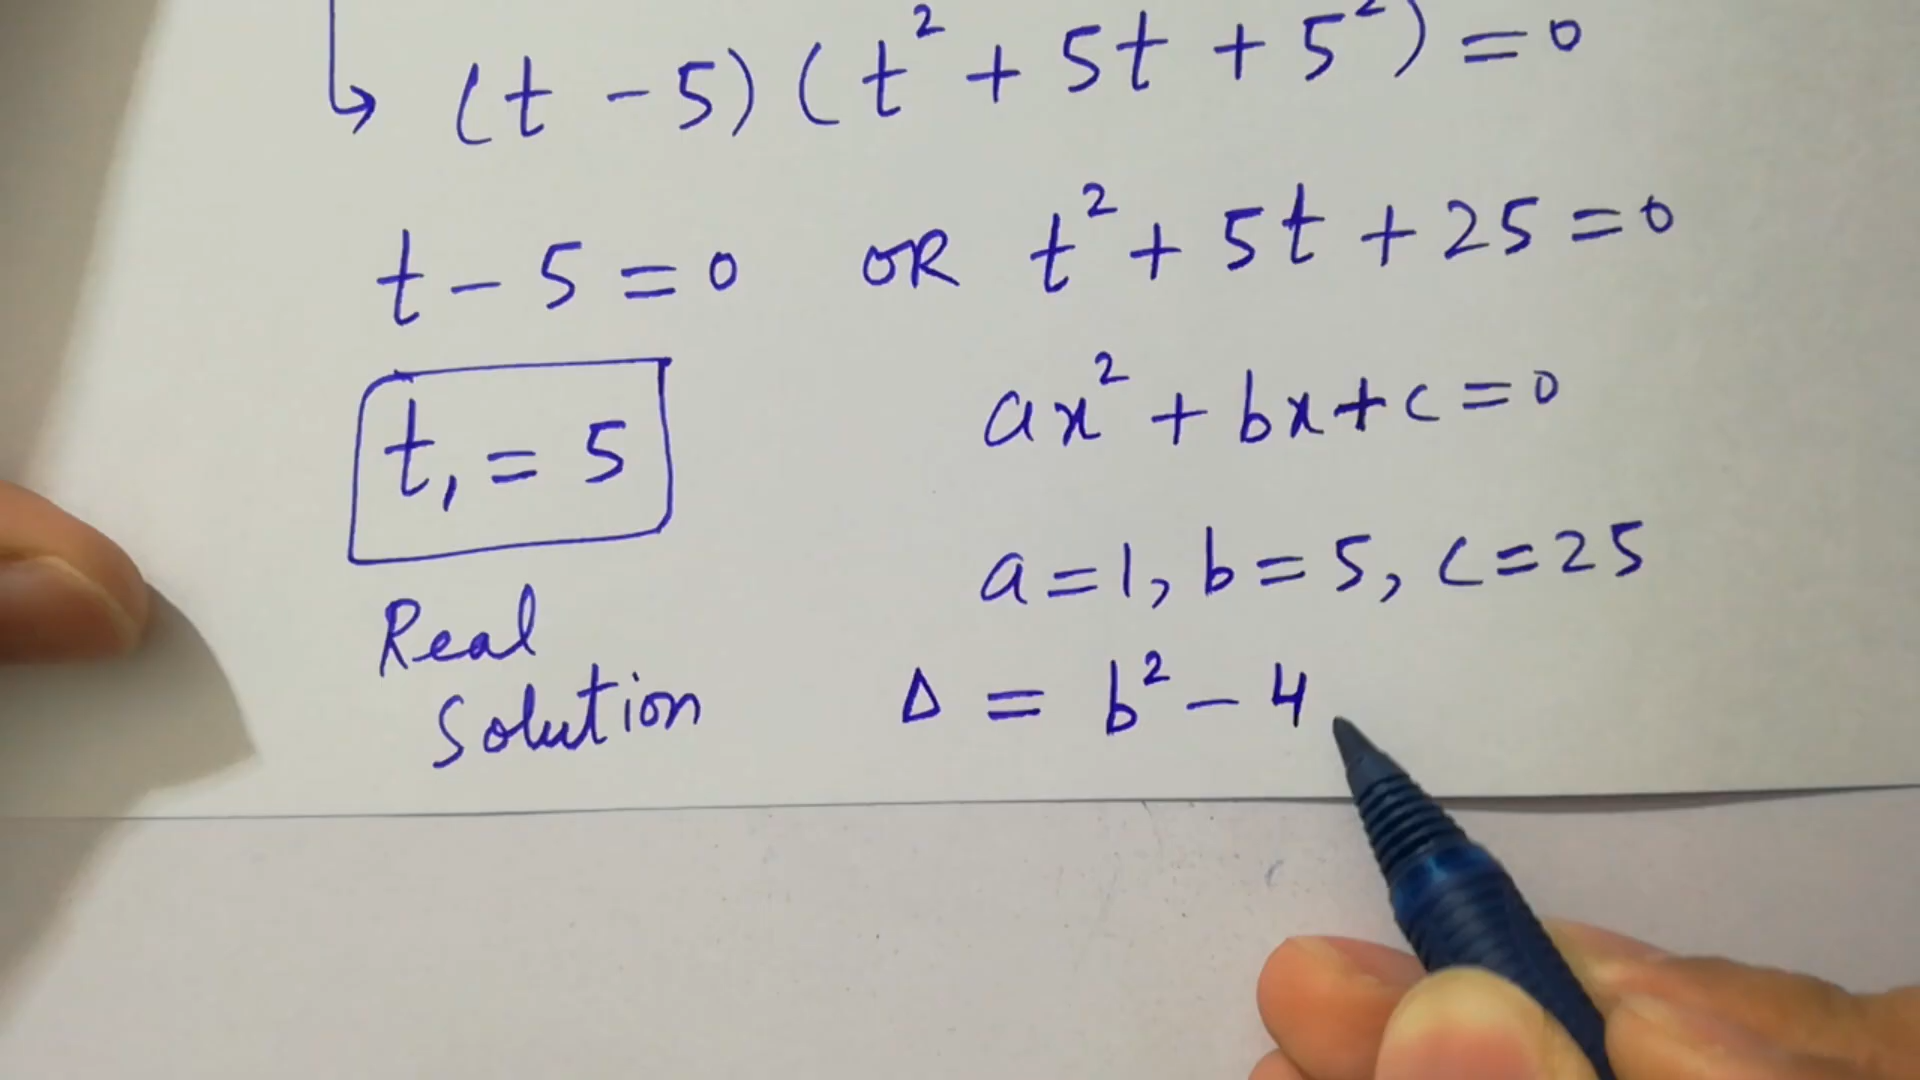 (t - 5) (t² + 5t + 5²) = 0
t - 5 = 0 OR t² + 5t + 25 = 0
ax² + bx + c = 0
t₁ = 5
a = 1, b = 5, c = 25
Real
Solution
Δ = b² - 4